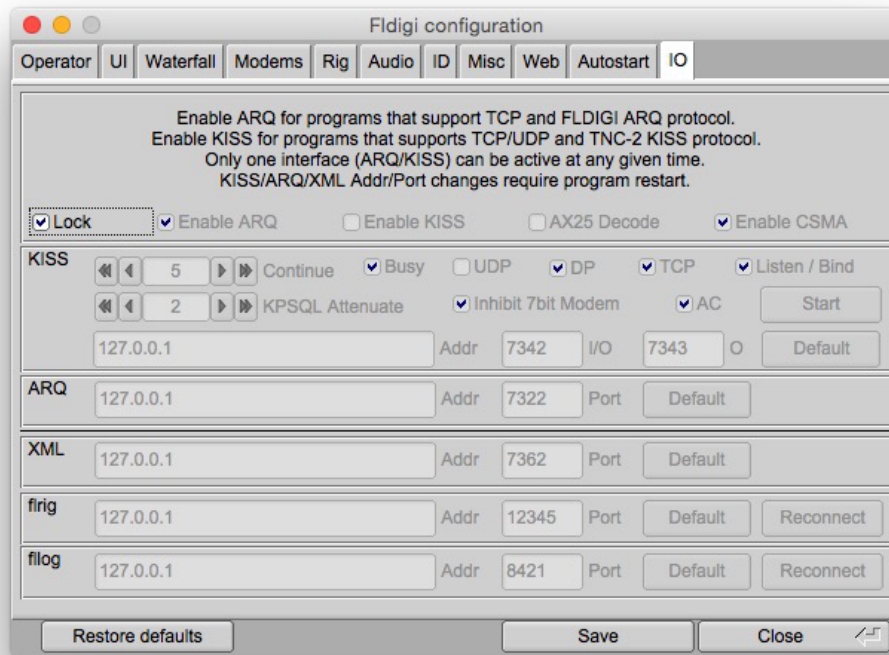 Fldigi configuration
Operator UI Waterfall Modems Rig Audio ID Misc Web Autostart IO
Enable ARQ for programs that support TCP and FLDIGI ARQ protocol.
Enable KISS for programs that supports TCP/UDP and TNC-2 KISS protocol.
Only one interface (ARQ/KISS) can be active at any given time.
KISS/ARQ/XML Addr/Port changes require program restart.
Lock Enable ARQ Enable KISS AX25 Decode Enable CSMA
KISS 5 Continue Busy UDP DP TCP Listen / Bind
2 KPSQL Attenuate Inhibit 7bit Modem AC Start
127.0.0.1 Addr 7342 I/O 7343 O Default
ARQ 127.0.0.1 Addr 7322 Port Default
XML 127.0.0.1 Addr 7362 Port Default
flrig 127.0.0.1 Addr 12345 Port Default Reconnect
fllog 127.0.0.1 Addr 8421 Port Default Reconnect
Restore defaults Save Close